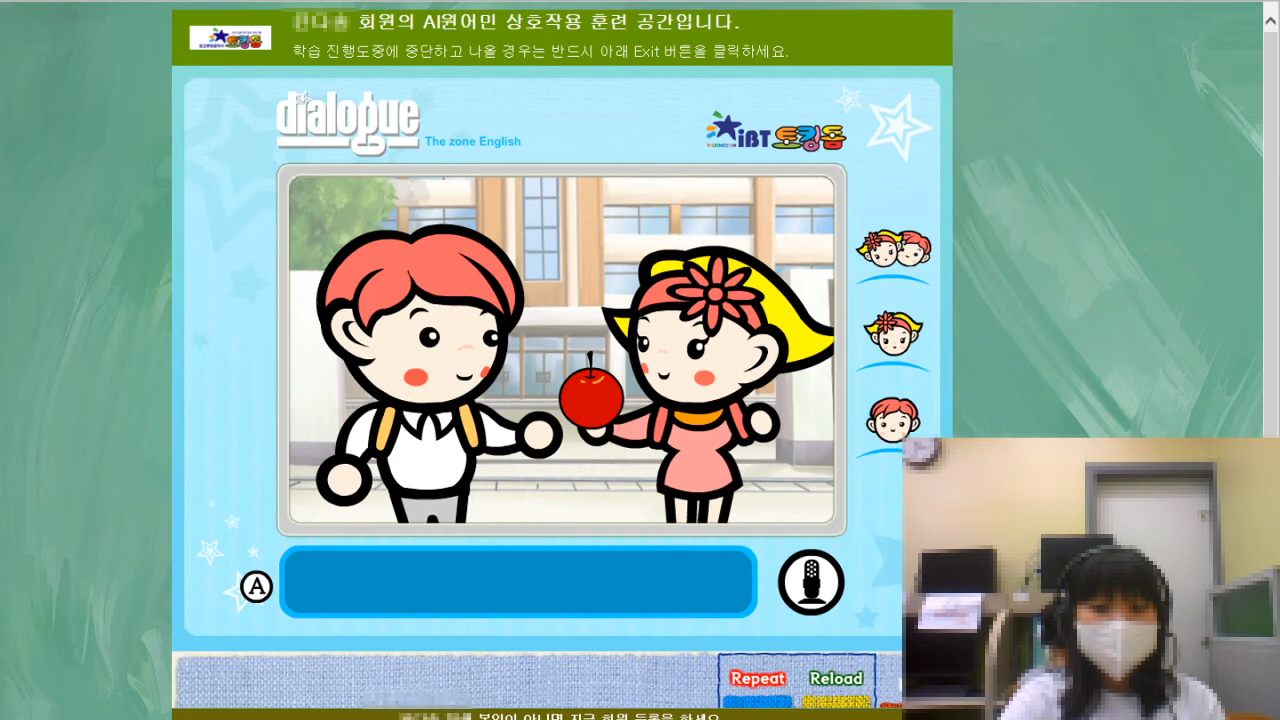 회원의 AI원어민 상호작용 훈련 공간입니다.
학습 진행도중에 중단하고 나올 경우는 반드시 아래 Exit 버튼을 클릭하세요.
토킹돔
dialogue
The zone English
iBT 토킹돔
A
Repeat
Reload
본인이 아니면 지금 회원 등록을 하세요